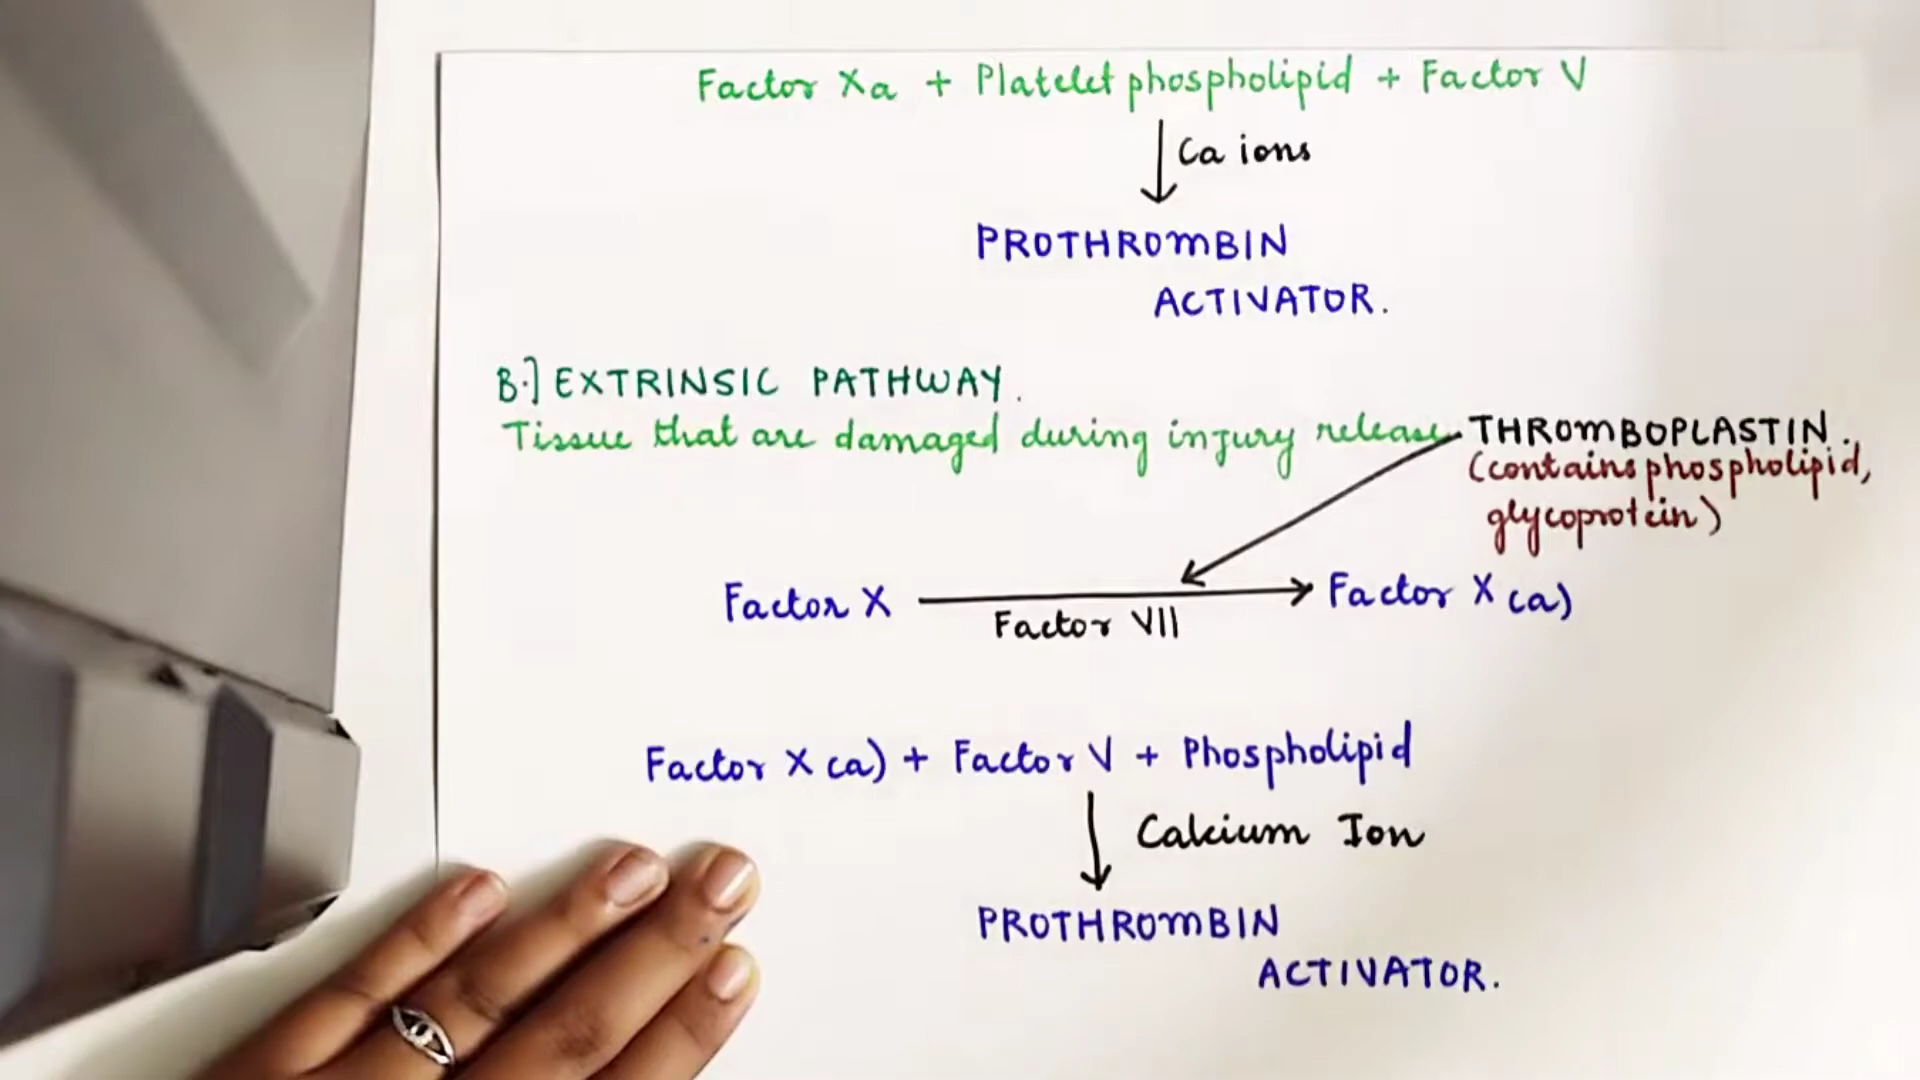 Factor Xa + Platelet phospholipid + Factor V
Ca ions
PROTHROMBIN
ACTIVATOR.
B.] EXTRINSIC PATHWAY.
Tissue that are damaged during injury release THROMBOPLASTIN.
(contains phospholipid,
glycoprotein)
Factor X Factor X (a)
Factor VII
Factor X (a) + Factor V + Phospholipid
Calcium Ion
PROTHROMBIN
ACTIVATOR.